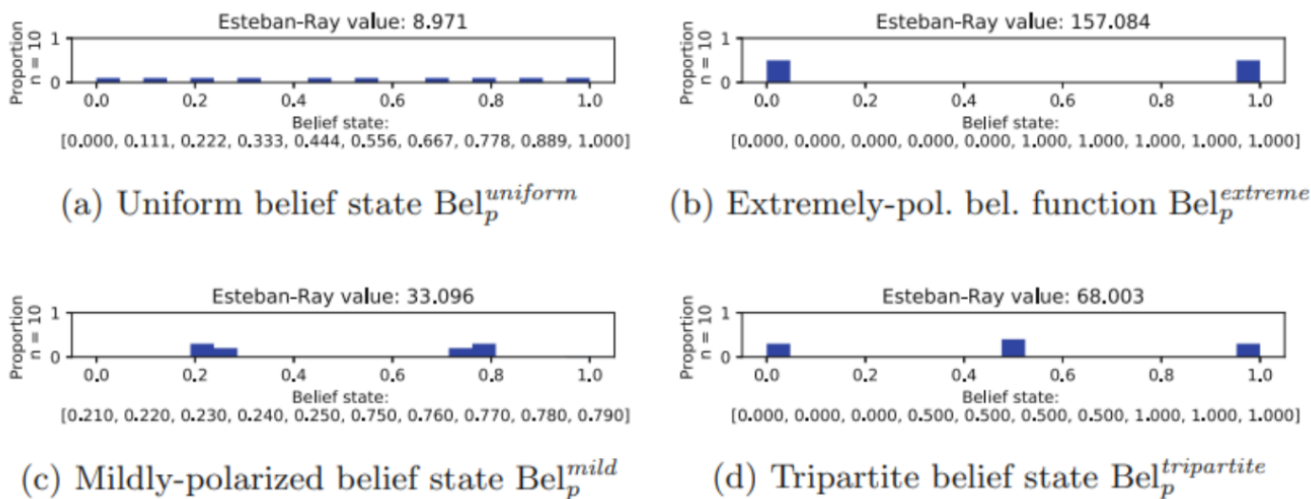 Esteban-Ray value: 8.971
Proportion
n = 10
1
0
0.0 0.2 0.4 0.6 0.8 1.0
Belief state:
[0.000, 0.111, 0.222, 0.333, 0.444, 0.556, 0.667, 0.778, 0.889, 1.000]
(a) Uniform belief state Bel_p^{uniform}
Esteban-Ray value: 157.084
Proportion
n = 10
1
0
0.0 0.2 0.4 0.6 0.8 1.0
Belief state:
[0.000, 0.000, 0.000, 0.000, 0.000, 1.000, 1.000, 1.000, 1.000, 1.000]
(b) Extremely-pol. bel. function Bel_p^{extreme}
Esteban-Ray value: 33.096
Proportion
n = 10
1
0
0.0 0.2 0.4 0.6 0.8 1.0
Belief state:
[0.210, 0.220, 0.230, 0.240, 0.250, 0.750, 0.760, 0.770, 0.780, 0.790]
(c) Mildly-polarized belief state Bel_p^{mild}
Esteban-Ray value: 68.003
Proportion
n = 10
1
0
0.0 0.2 0.4 0.6 0.8 1.0
Belief state:
[0.000, 0.000, 0.000, 0.500, 0.500, 0.500, 0.500, 1.000, 1.000, 1.000]
(d) Tripartite belief state Bel_p^{tripartite}